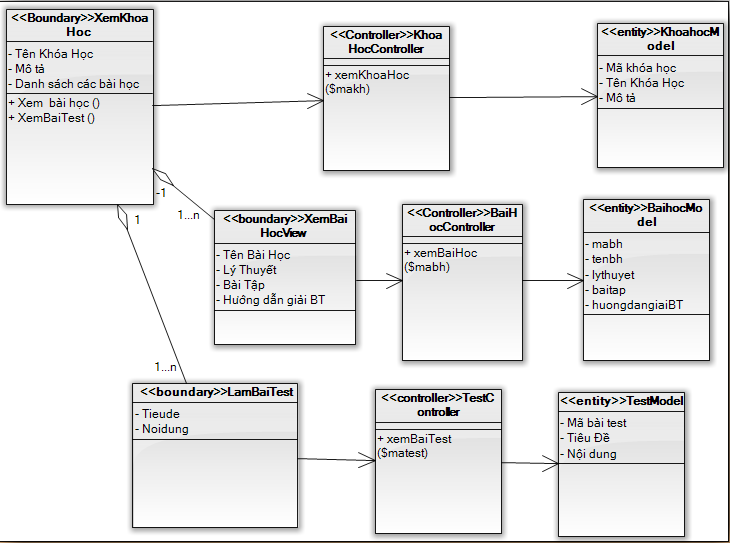 <<Boundary>>XemKhoa
Hoc
- Tên Khóa Học
- Mô tả
- Danh sách các bài học
+ Xem bài học ()
+ XemBaiTest ()
<<Controller>>Khoa
HocController
+ xemKhoaHoc
($makh)
<<entity>>KhoahocM
odel
- Mã khóa học
- Tên Khóa Học
- Mô tả
-1
1...n
1
1...n
<<boundary>>XemBai
HocView
- Tên Bài Học
- Lý Thuyết
- Bài Tập
- Hướng dẫn giải BT
<<Controller>>BaiH
ocController
+ xemBaiHoc
($mabh)
<<entity>>BaihocMo
del
- mabh
- tenbh
- lythuyet
- baitap
- huongdangiaiBT
<<boundary>>LamBaiTest
- Tieude
- Noidung
<<controller>>TestC
ontroller
+ xemBaiTest
($matest)
<<entity>>TestModel
- Mã bài test
- Tiêu Đề
- Nội dung